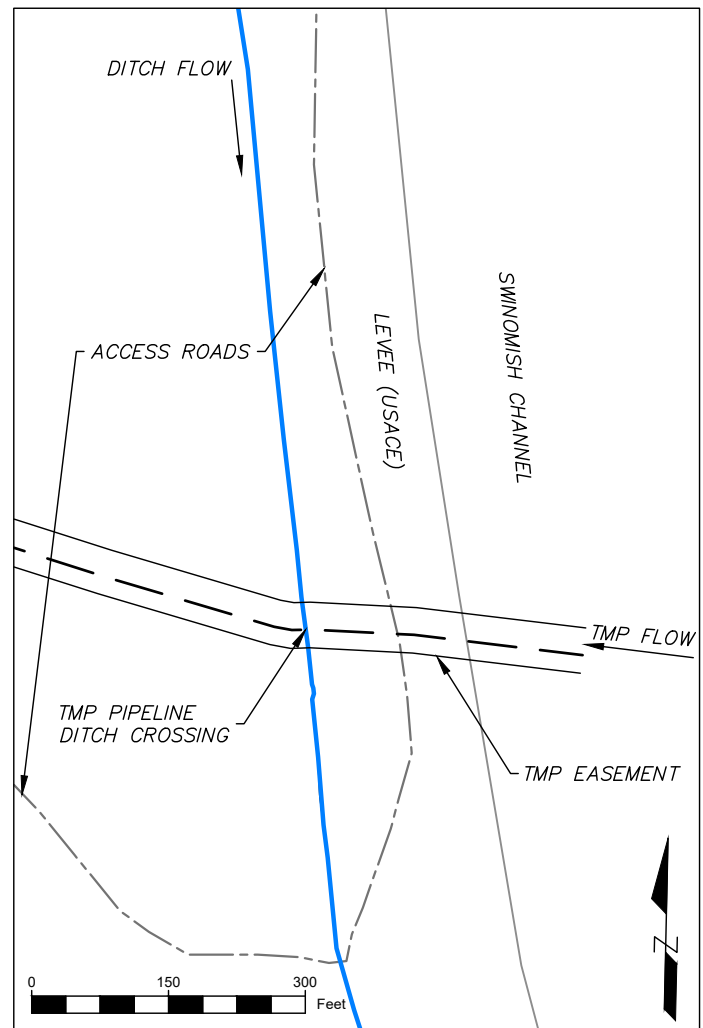 DITCH FLOW
SWINOMISH CHANNEL
LEVEE (USACE)
ACCESS ROADS
TMP FLOW
TMP PIPELINE
DITCH CROSSING
TMP EASEMENT
N
0 150 300
Feet